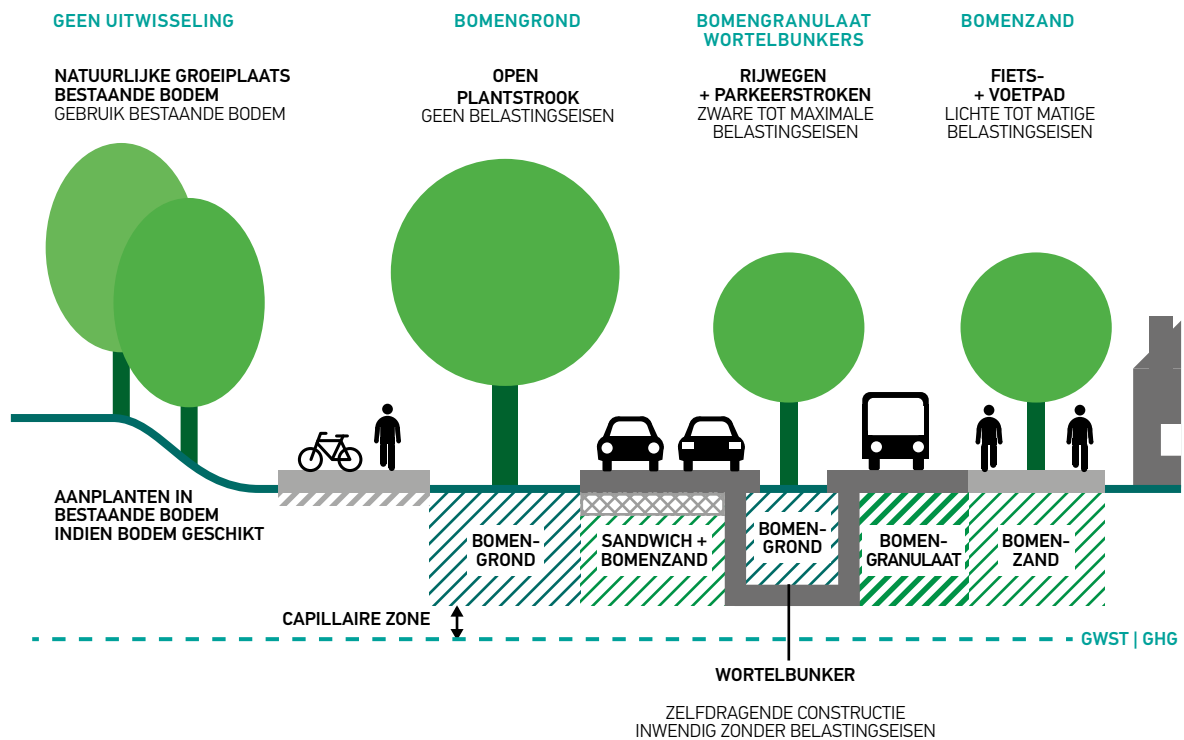 GEEN UITWISSELING
NATUURLIJKE GROEIPLAATS
BESTAANDE BODEM
GEBRUIK BESTAANDE BODEM
BOMENGROND
OPEN
PLANTSTROOK
GEEN BELASTINGSEISEN
BOMENGRANULAAT
WORTELBUNKERS
RIJWEGEN
+ PARKEERSTROKEN
ZWARE TOT MAXIMALE
BELASTINGSEISEN
BOMENZAND
FIETS-
+ VOETPAD
LICHTE TOT MATIGE
BELASTINGSEISEN
AANPLANTEN IN
BESTAANDE BODEM
INDIEN BODEM GESCHIKT
BOMEN-
GROND
SANDWICH +
BOMENZAND
BOMEN-
GROND
BOMEN-
GRANULAAT
BOMEN-
ZAND
CAPILLAIRE ZONE
GWST | GHG
WORTELBUNKER
ZELFDRAGENDE CONSTRUCTIE
INWENDIG ZONDER BELASTINGSEISEN